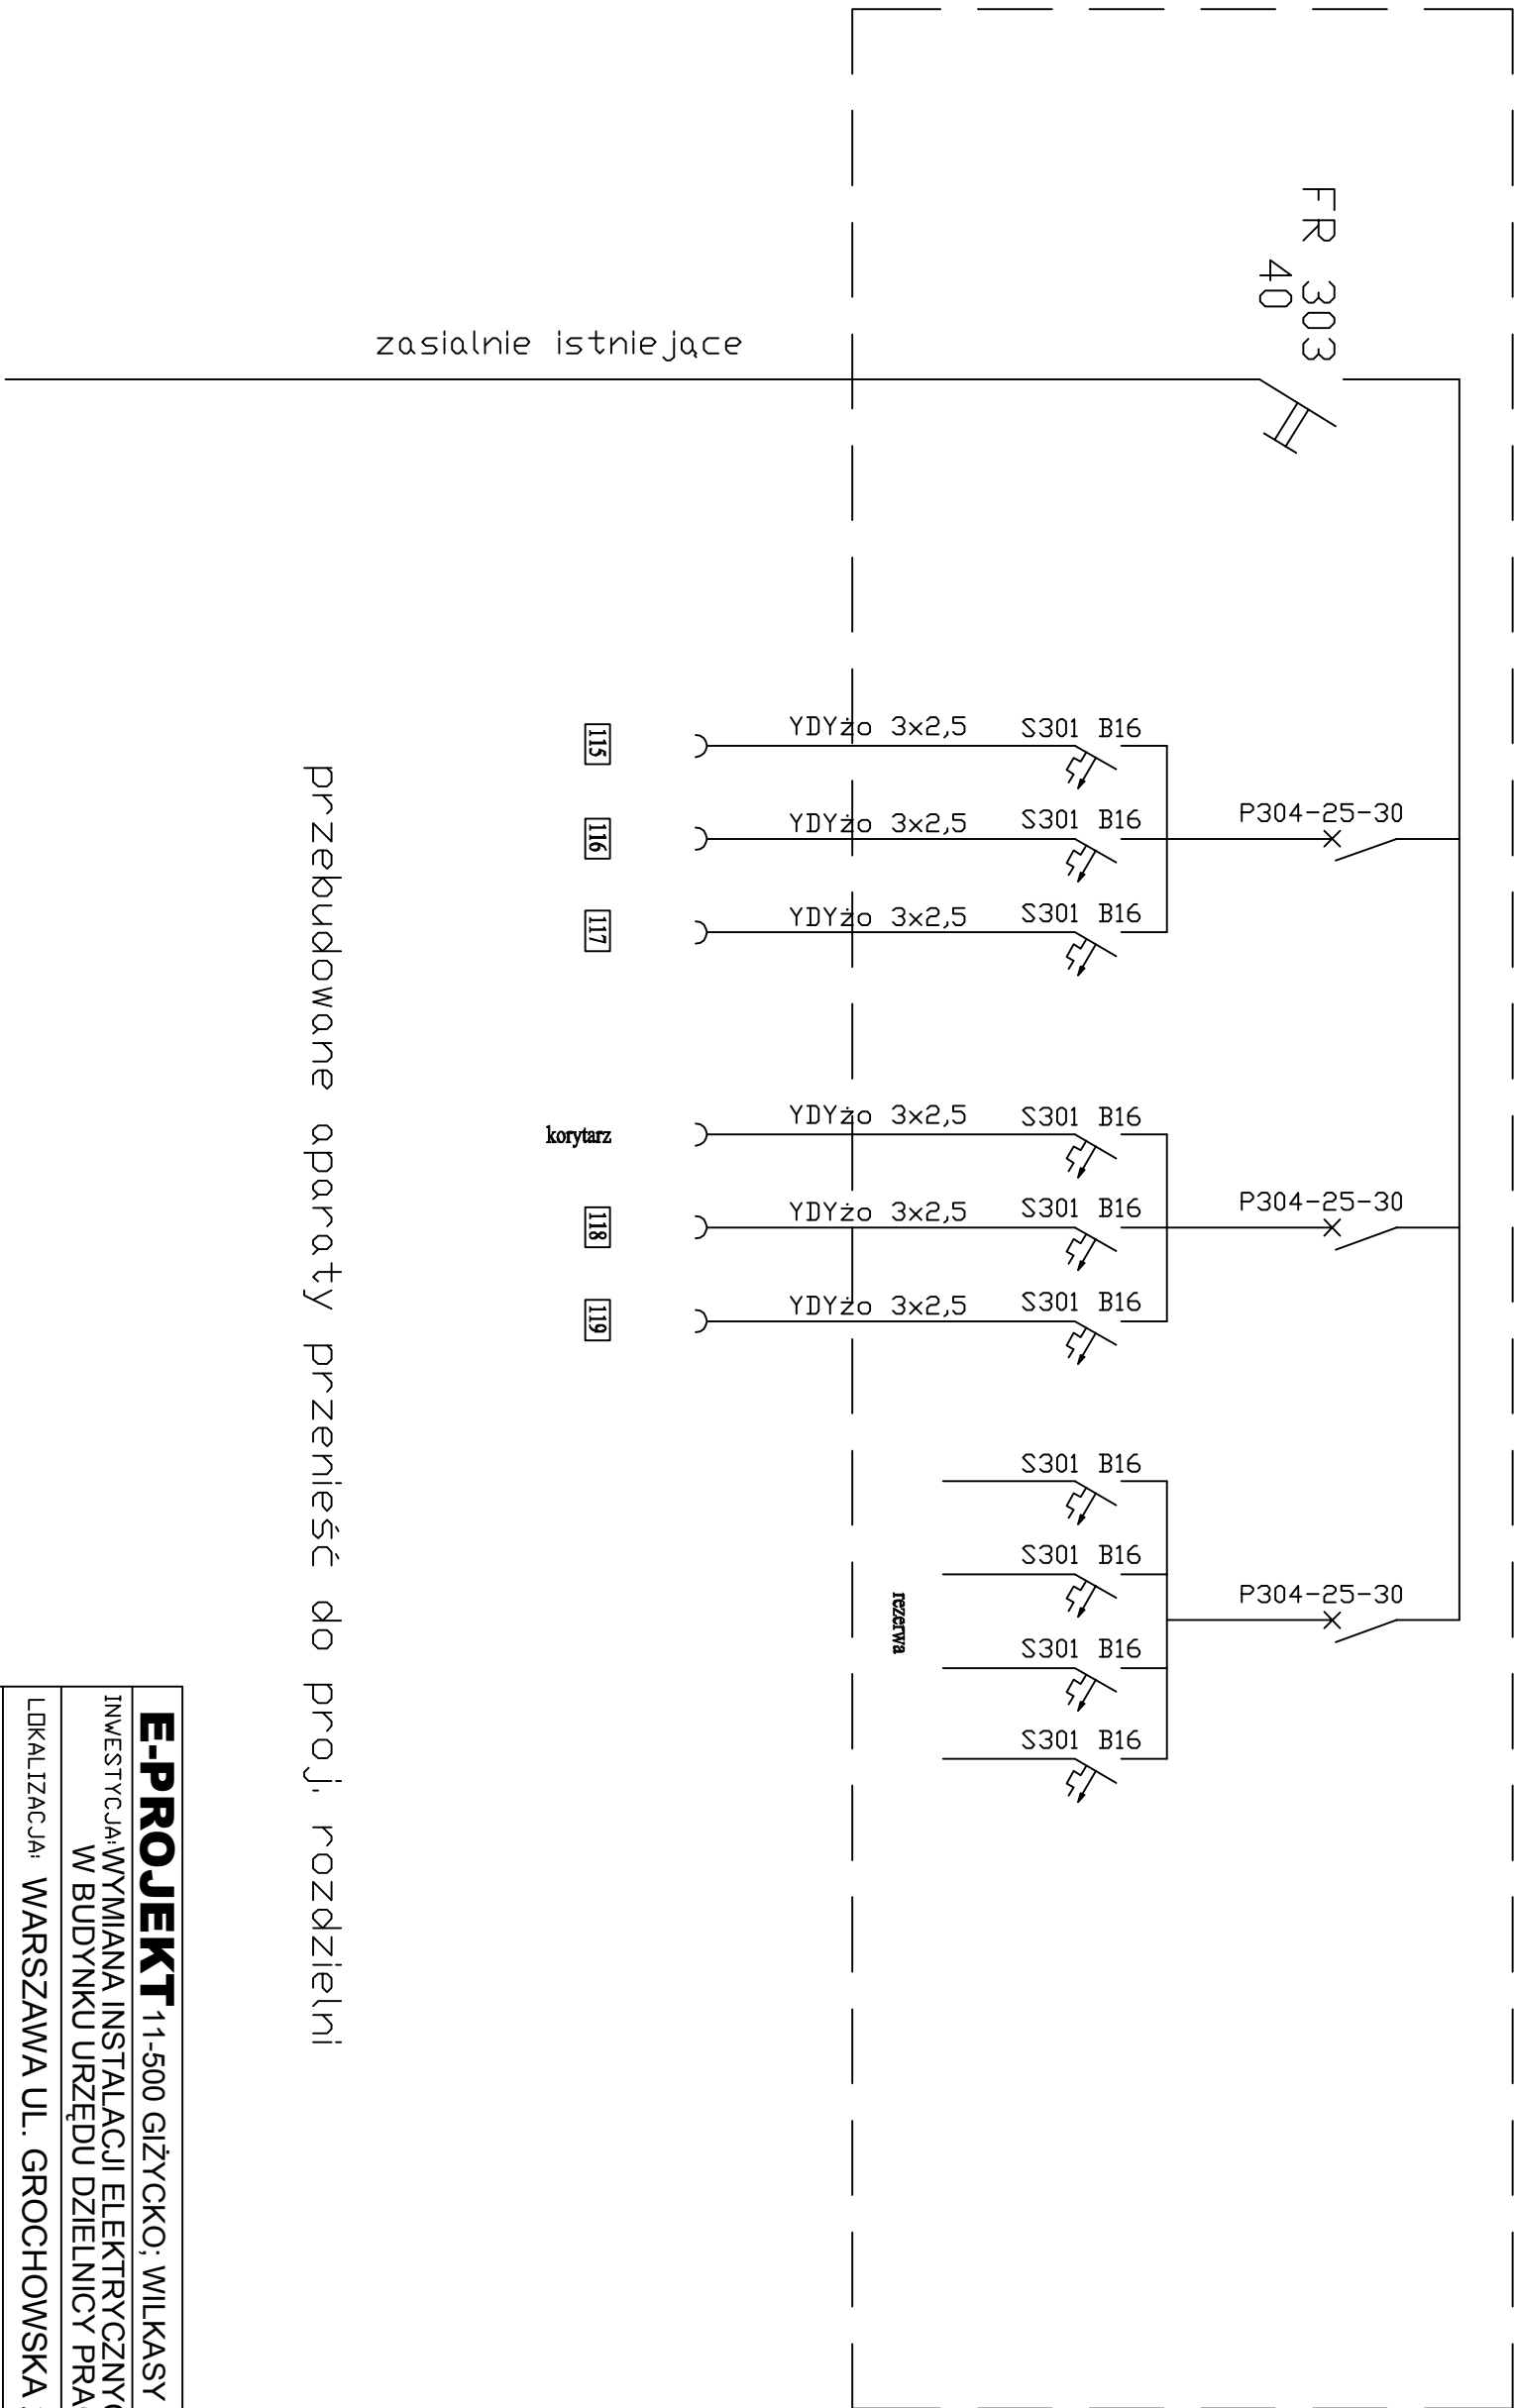 FR 303
40
zasialnie istniejące
YDYżo 3x2,5
S301 B16
P304-25-30
YDYżo 3x2,5
S301 B16
YDYżo 3x2,5
S301 B16
115
116
117
YDYżo 3x2,5
S301 B16
P304-25-30
YDYżo 3x2,5
S301 B16
YDYżo 3x2,5
S301 B16
korytarz
118
119
S301 B16
S301 B16
P304-25-30
S301 B16
S301 B16
rezerwa
przebudowane aparaty przenieść do proj. rozdzielni
E-PROJEKT 11-500 GIŻYCKO; WILKASY
INWESTYCJA: WYMIANA INSTALACJI ELEKTRYCZNYC
W BUDYNKU URZĘDU DZIELNICY PRA
LOKALIZACJA: WARSZAWA UL. GROCHOWSKA